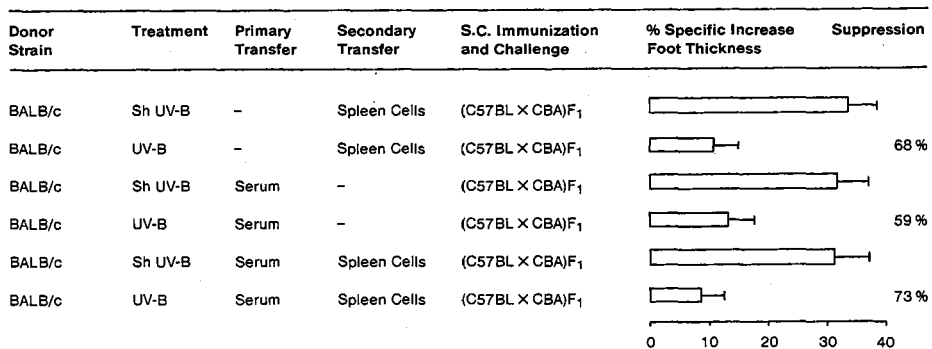 Donor Strain Treatment Primary Transfer Secondary Transfer S.C. Immunization and Challenge % Specific Increase Foot Thickness Suppression
BALB/c Sh UV-B – Spleen Cells (C57BL X CBA)F1
BALB/c UV-B – Spleen Cells (C57BL X CBA)F1 68 %
BALB/c Sh UV-B Serum – (C57BL X CBA)F1
BALB/c UV-B Serum – (C57BL X CBA)F1 59 %
BALB/c Sh UV-B Serum Spleen Cells (C57BL X CBA)F1
BALB/c UV-B Serum Spleen Cells (C57BL X CBA)F1 73 %
0 10 20 30 40